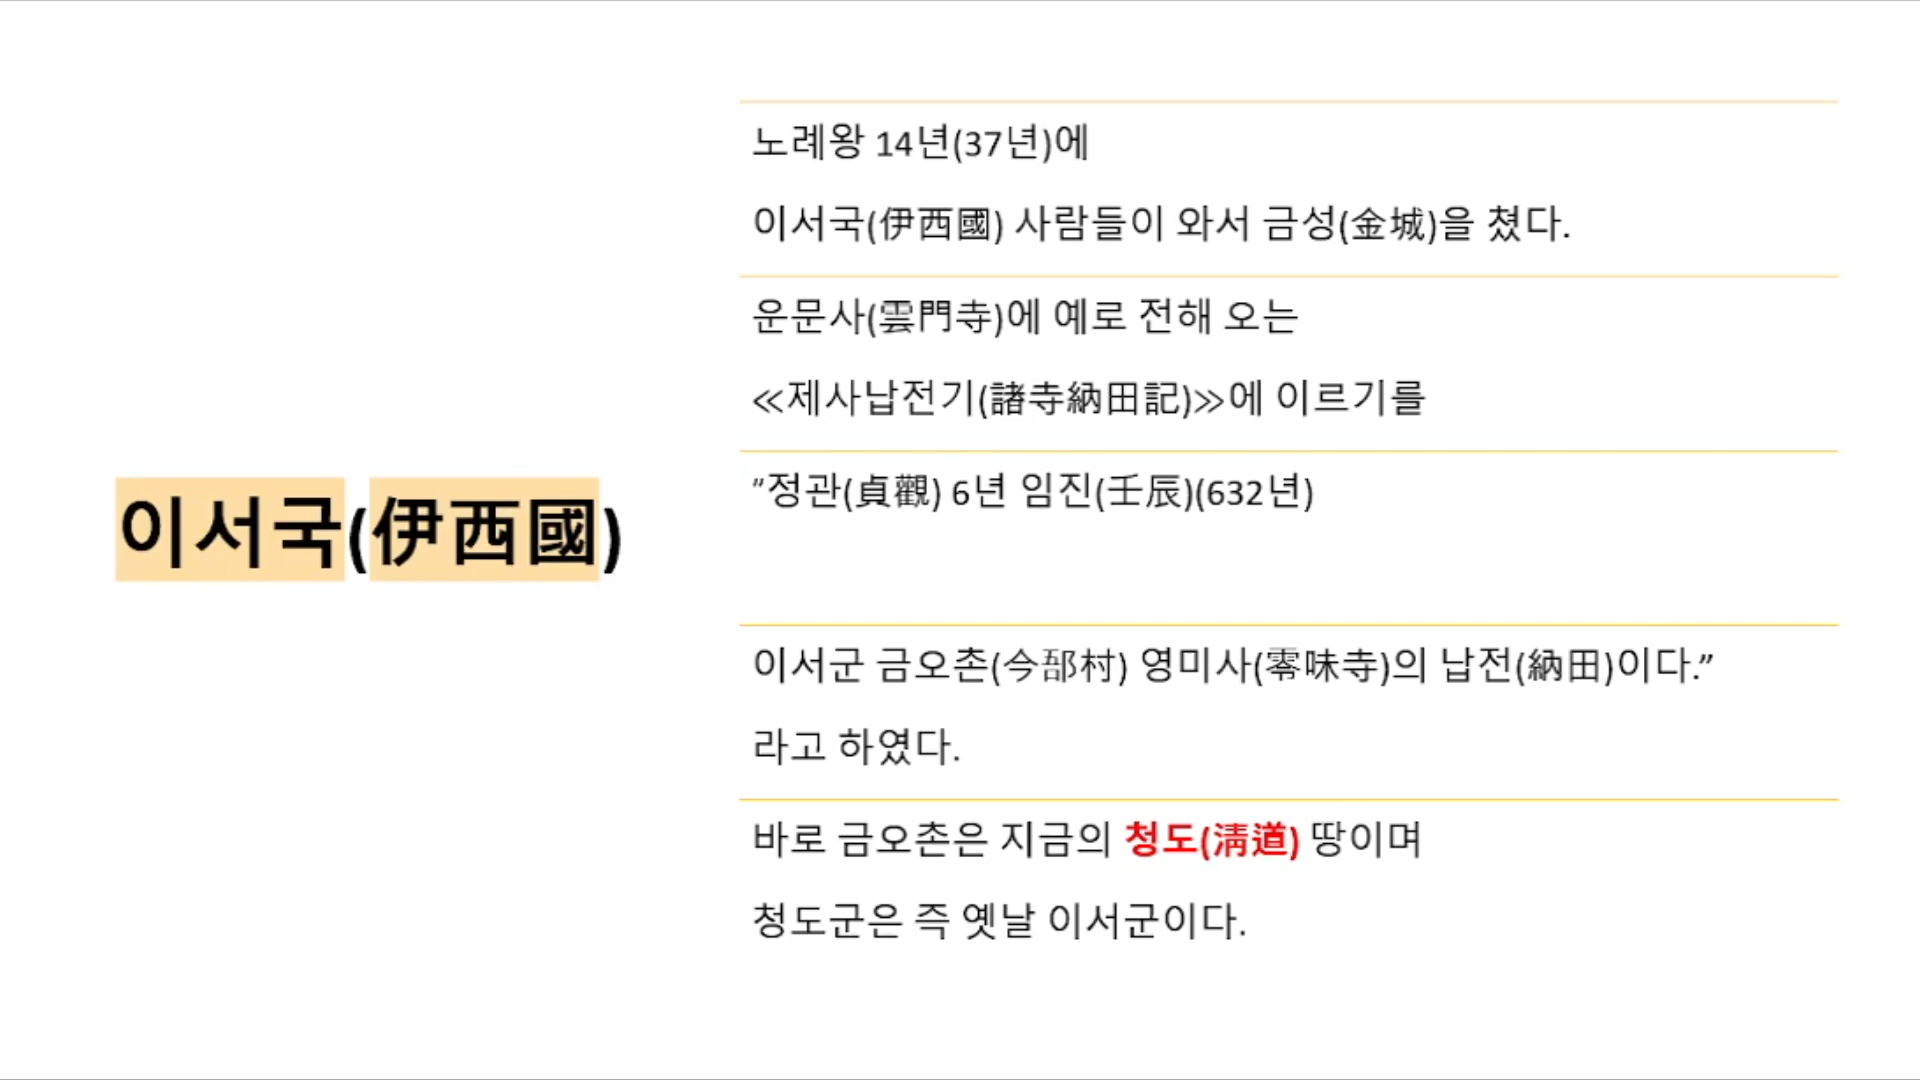 이서국(伊西國)
노례왕 14년(37년)에
이서국(伊西國) 사람들이 와서 금성(金城)을 쳤다.
운문사(雲門寺)에 예로 전해 오는
≪제사납전기(諸寺納田記)≫에 이르기를
"정관(貞觀) 6년 임진(壬辰)(632년)
이서군 금오촌(今郚村) 영미사(零味寺)의 납전(納田)이다."
라고 하였다.
바로 금오촌은 지금의 청도(淸道) 땅이며
청도군은 즉 옛날 이서군이다.